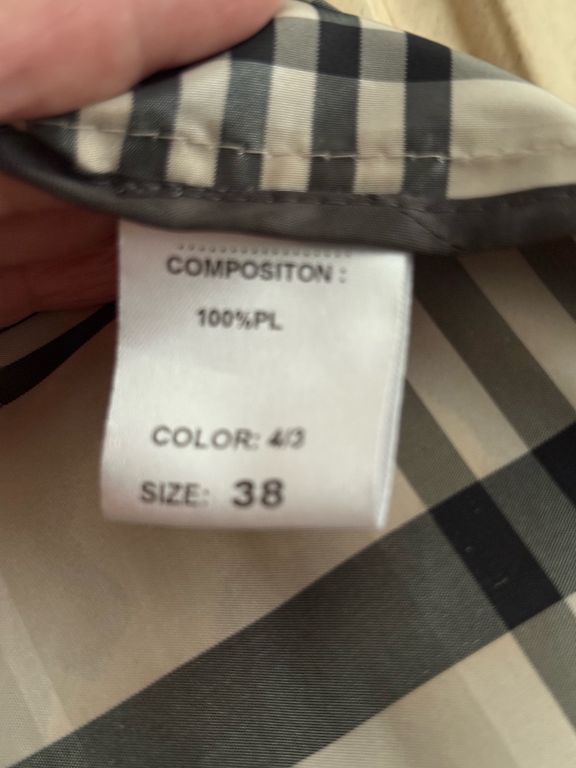 COMPOSITON :
100%PL
COLOR: 4/3
SIZE: 38